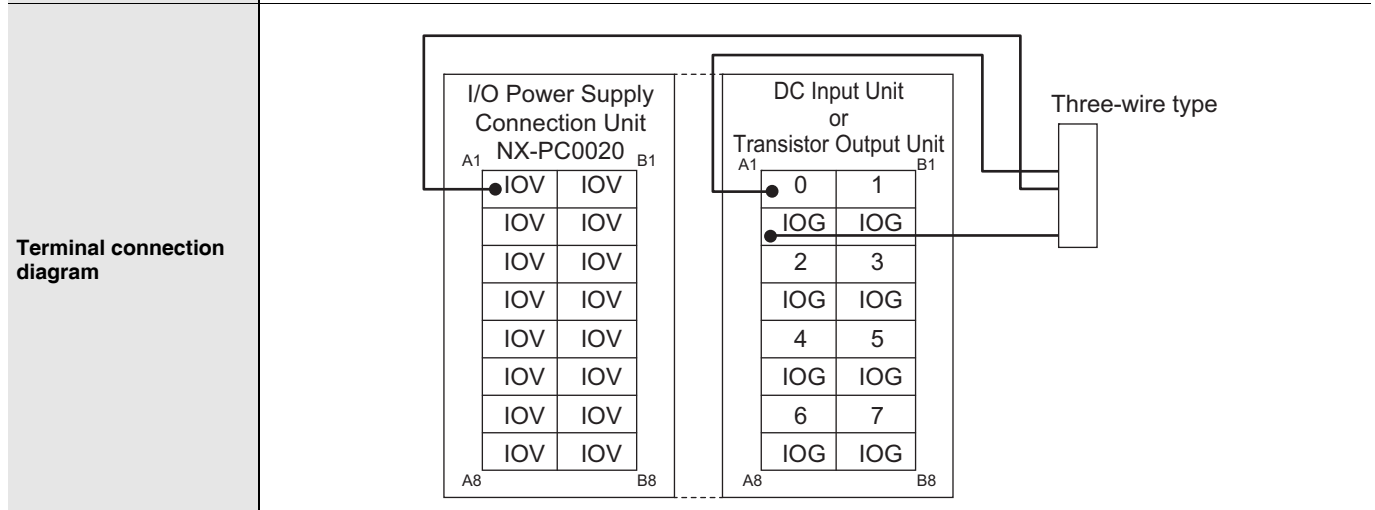 Terminal connection
diagram
I/O Power Supply
Connection Unit
NX-PC0020
A1 B1
IOV IOV
IOV IOV
IOV IOV
IOV IOV
IOV IOV
IOV IOV
IOV IOV
IOV IOV
A8 B8
DC Input Unit
or
Transistor Output Unit
A1 B1
0 1
IOG IOG
2 3
IOG IOG
4 5
IOG IOG
6 7
IOG IOG
A8 B8
Three-wire type